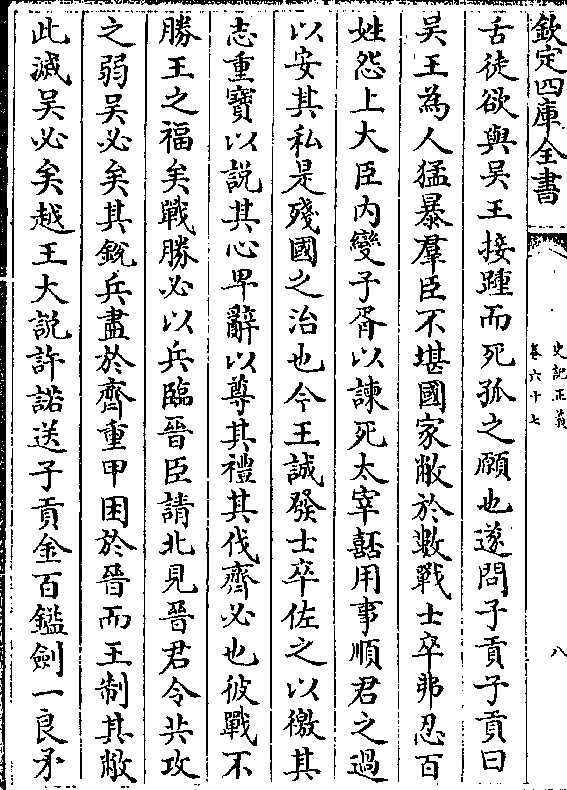 欽定四庫全書
史記正義
卷六十七
八
舌徒欲與吳王接踵而死孤之願也遂問子貢子貢曰
吳王為人猛暴羣臣不堪國家敝於數戰士卒弗忍百
姓怨上大臣內變子胥以諫死太宰嚭用事順君之過
以安其私是殘國之治也今王誠發士卒佐之以徼其
志重寶以說其心卑辭以尊其禮其伐齊必也彼戰不
勝王之福矣戰勝必以兵臨晉臣請北見晉君令共攻
之弱吳必矣其銳兵盡於齊重甲困於晉而王制其敝
此滅吳必矣越王大說許諾送子貢金百鎰劍一良矛